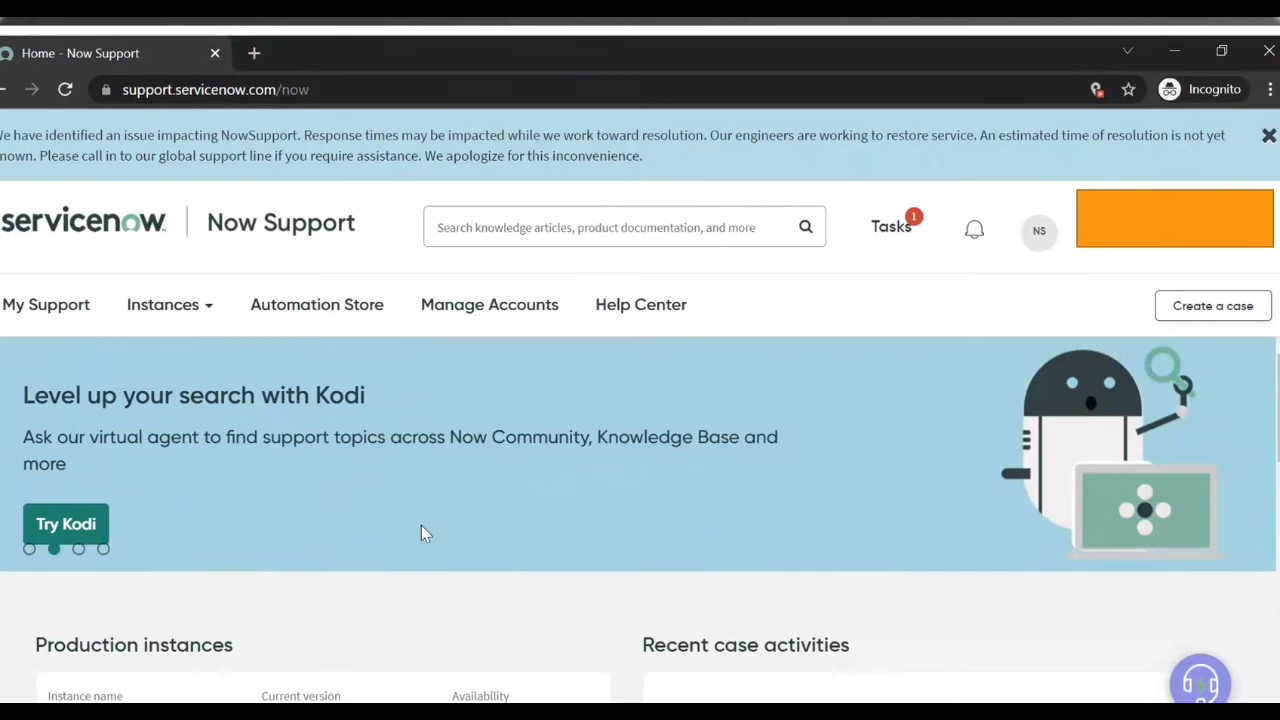 Home - Now Support
support.servicenow.com/now
Incognito
We have identified an issue impacting NowSupport. Response times may be impacted while we work toward resolution. Our engineers are working to restore service. An estimated time of resolution is not yet
nown. Please call in to our global support line if you require assistance. We apologize for this inconvenience.
servicenow
Now Support
Search knowledge articles, product documentation, and more
Tasks
1
NS
My Support
Instances
Automation Store
Manage Accounts
Help Center
Create a case
Level up your search with Kodi
Ask our virtual agent to find support topics across Now Community, Knowledge Base and
more
Try Kodi
Production instances
Recent case activities
Instance name
Current version
Availability